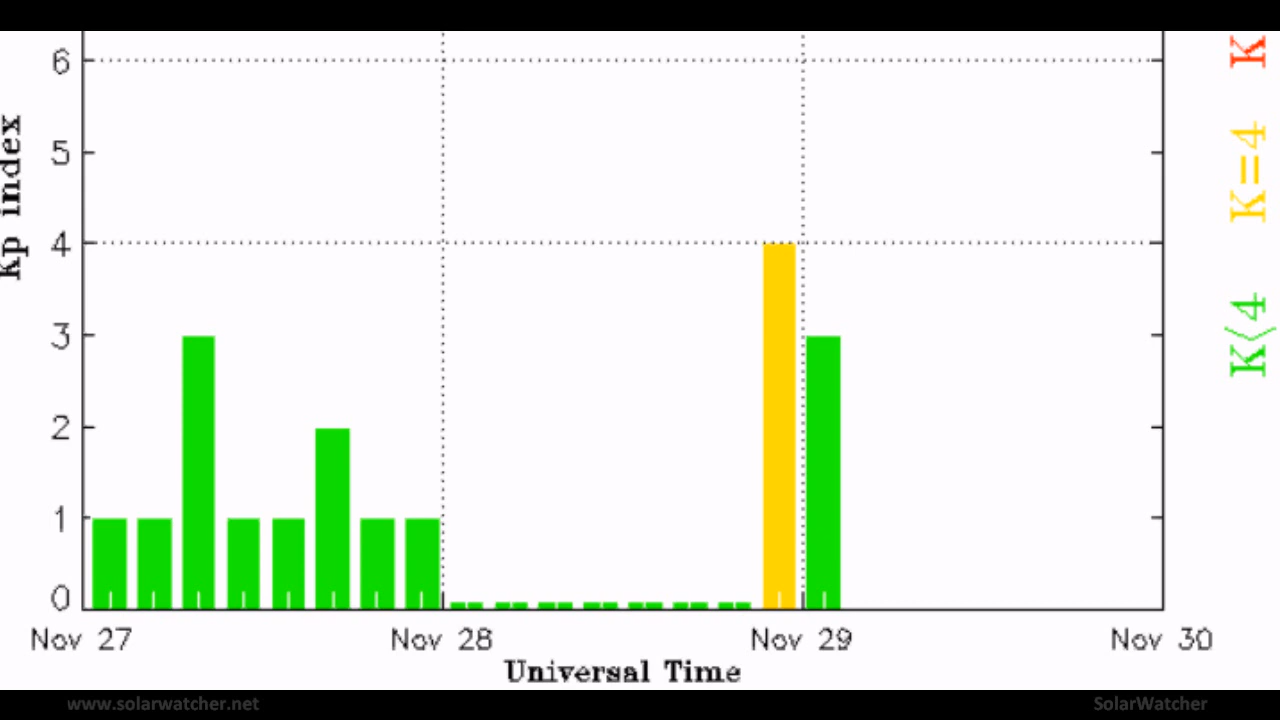 6
5
4
3
2
1
0
Kp index
Nov 27 Nov 28 Nov 29 Nov 30
Universal Time
K<4 K=4 K
www.solarwatcher.net SolarWatcher